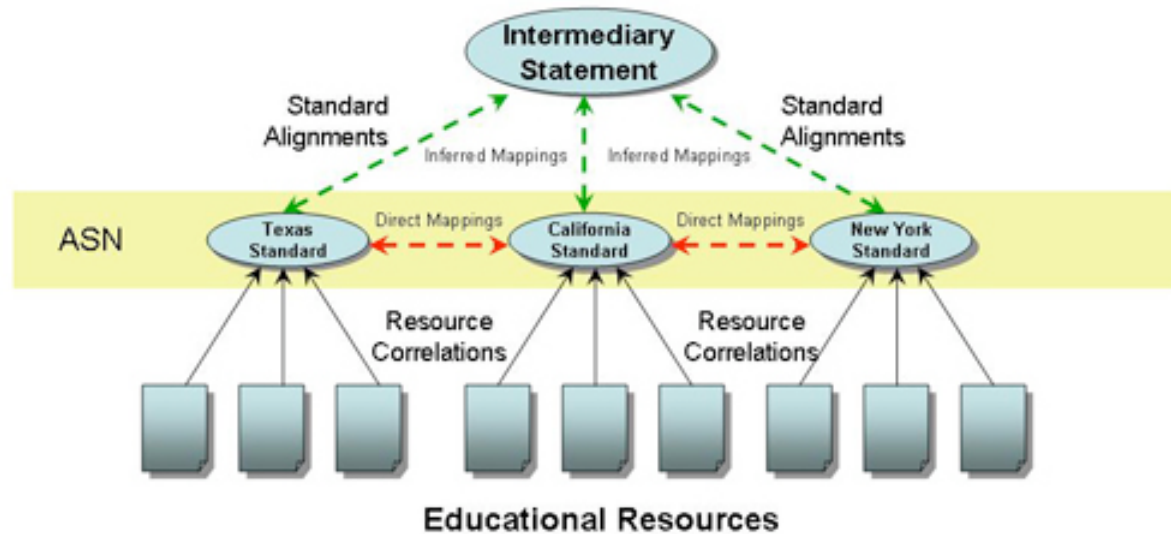 Intermediary
Statement
Standard
Alignments
Standard
Alignments
Inferred Mappings
Inferred Mappings
ASN
Texas
Standard
Direct Mappings
California
Standard
Direct Mappings
New York
Standard
Resource
Correlations
Resource
Correlations
Educational Resources